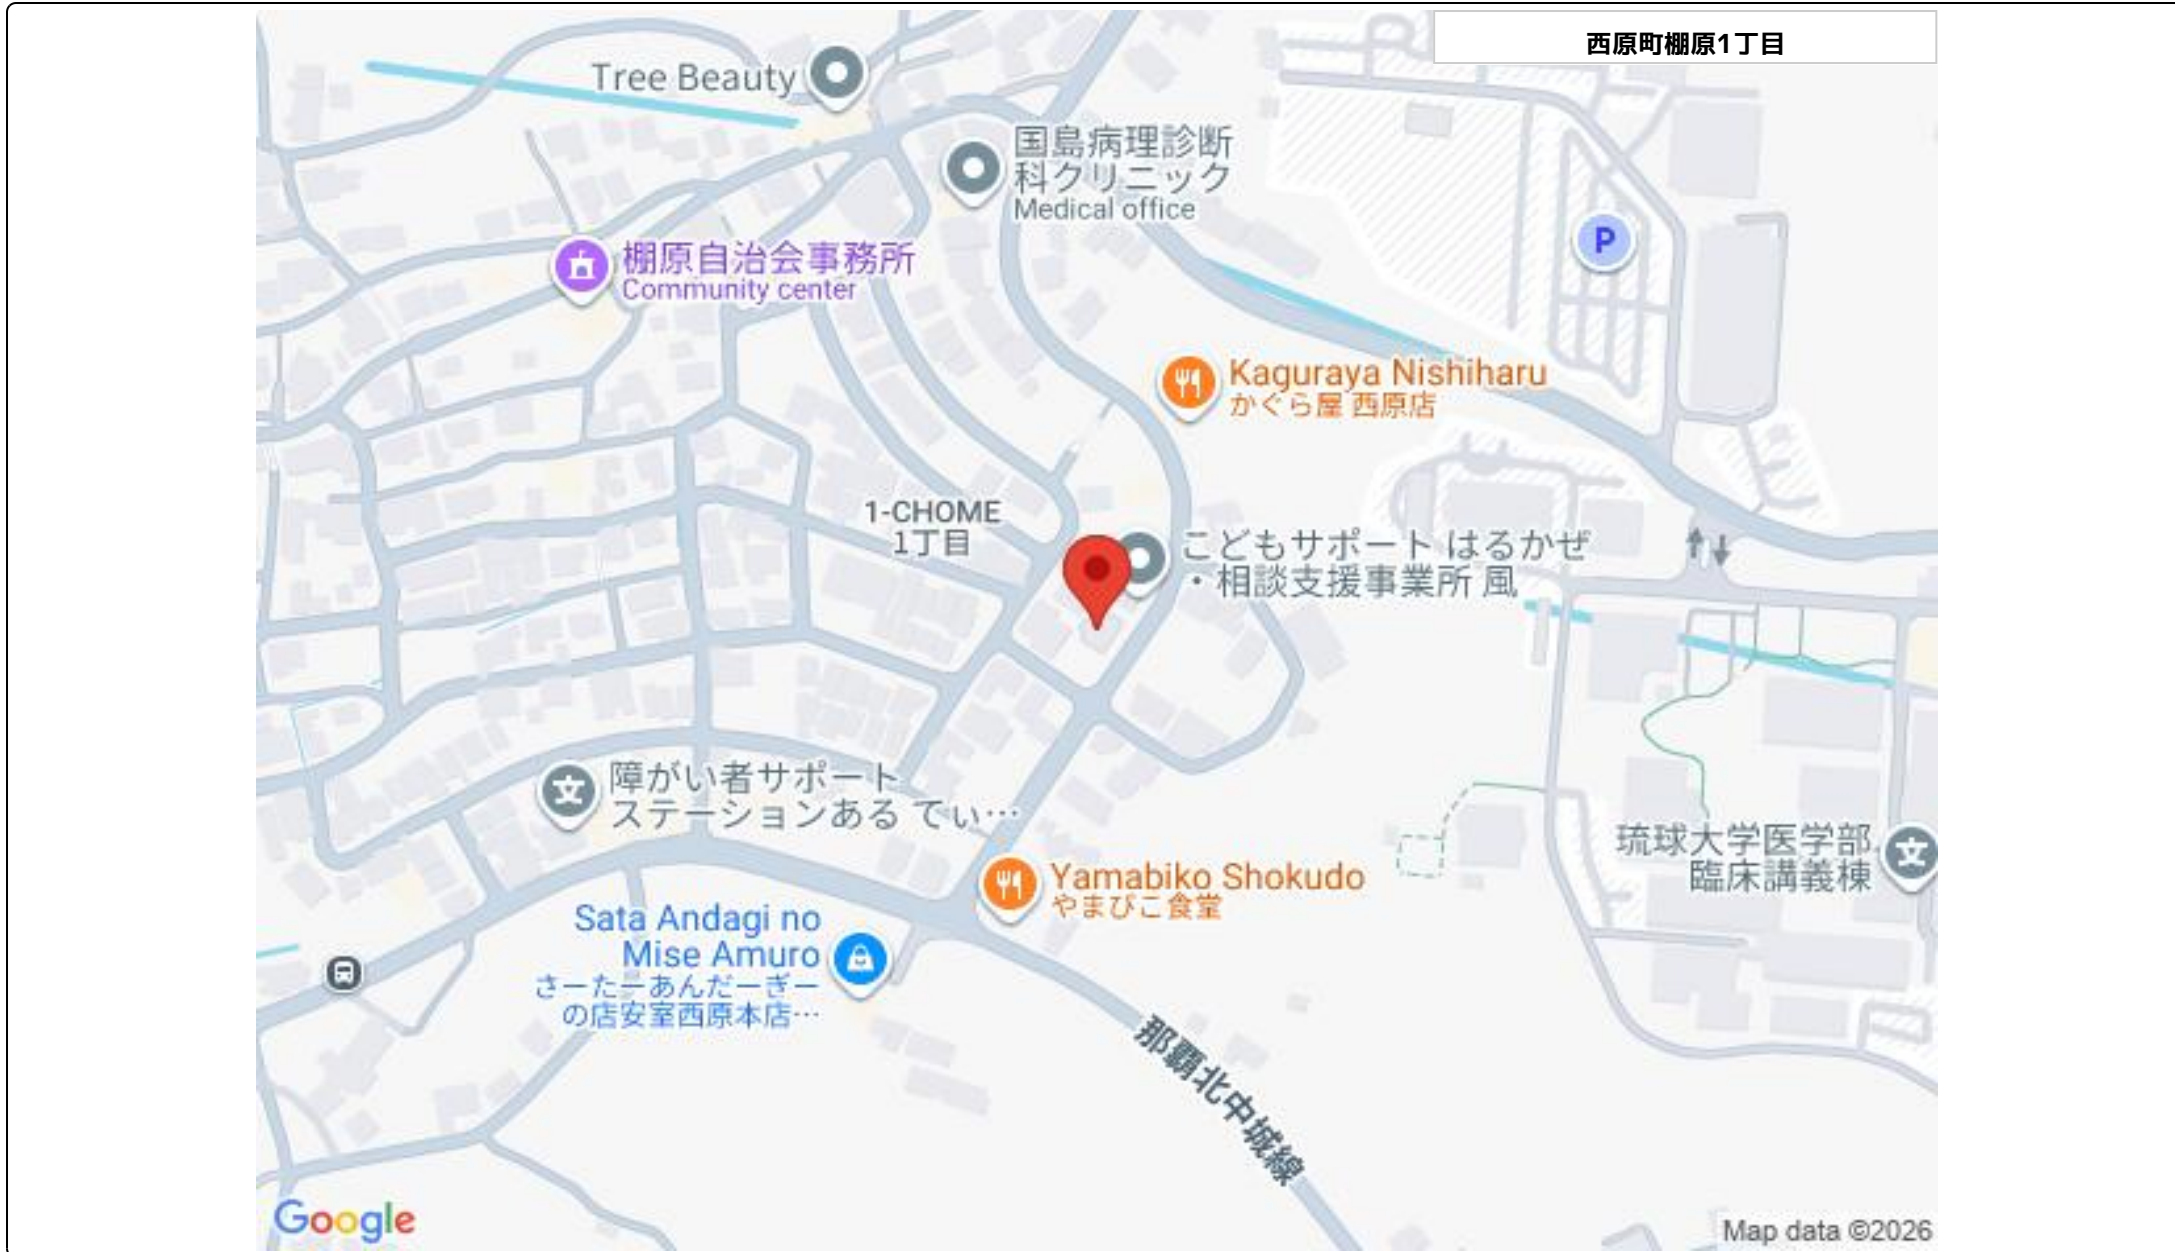 西原町棚原1丁目
Tree Beauty
国島病理診断
科クリニック
Medical office
P
棚原自治会事務所
Community center
Kaguraya Nishiharu
かぐら屋 西原店
1-CHOME
1丁目
こどもサポート はるかぜ
・相談支援事業所 風
文
障がい者サポート
ステーションある てぃ…
琉球大学医学部
臨床講義棟
文
Yamabiko Shokudo
やまびこ食堂
Sata Andagi no
Mise Amuro
さーたーあんだーぎー
の店安室西原本店…
那覇北中城線
Google
Map data ©2026